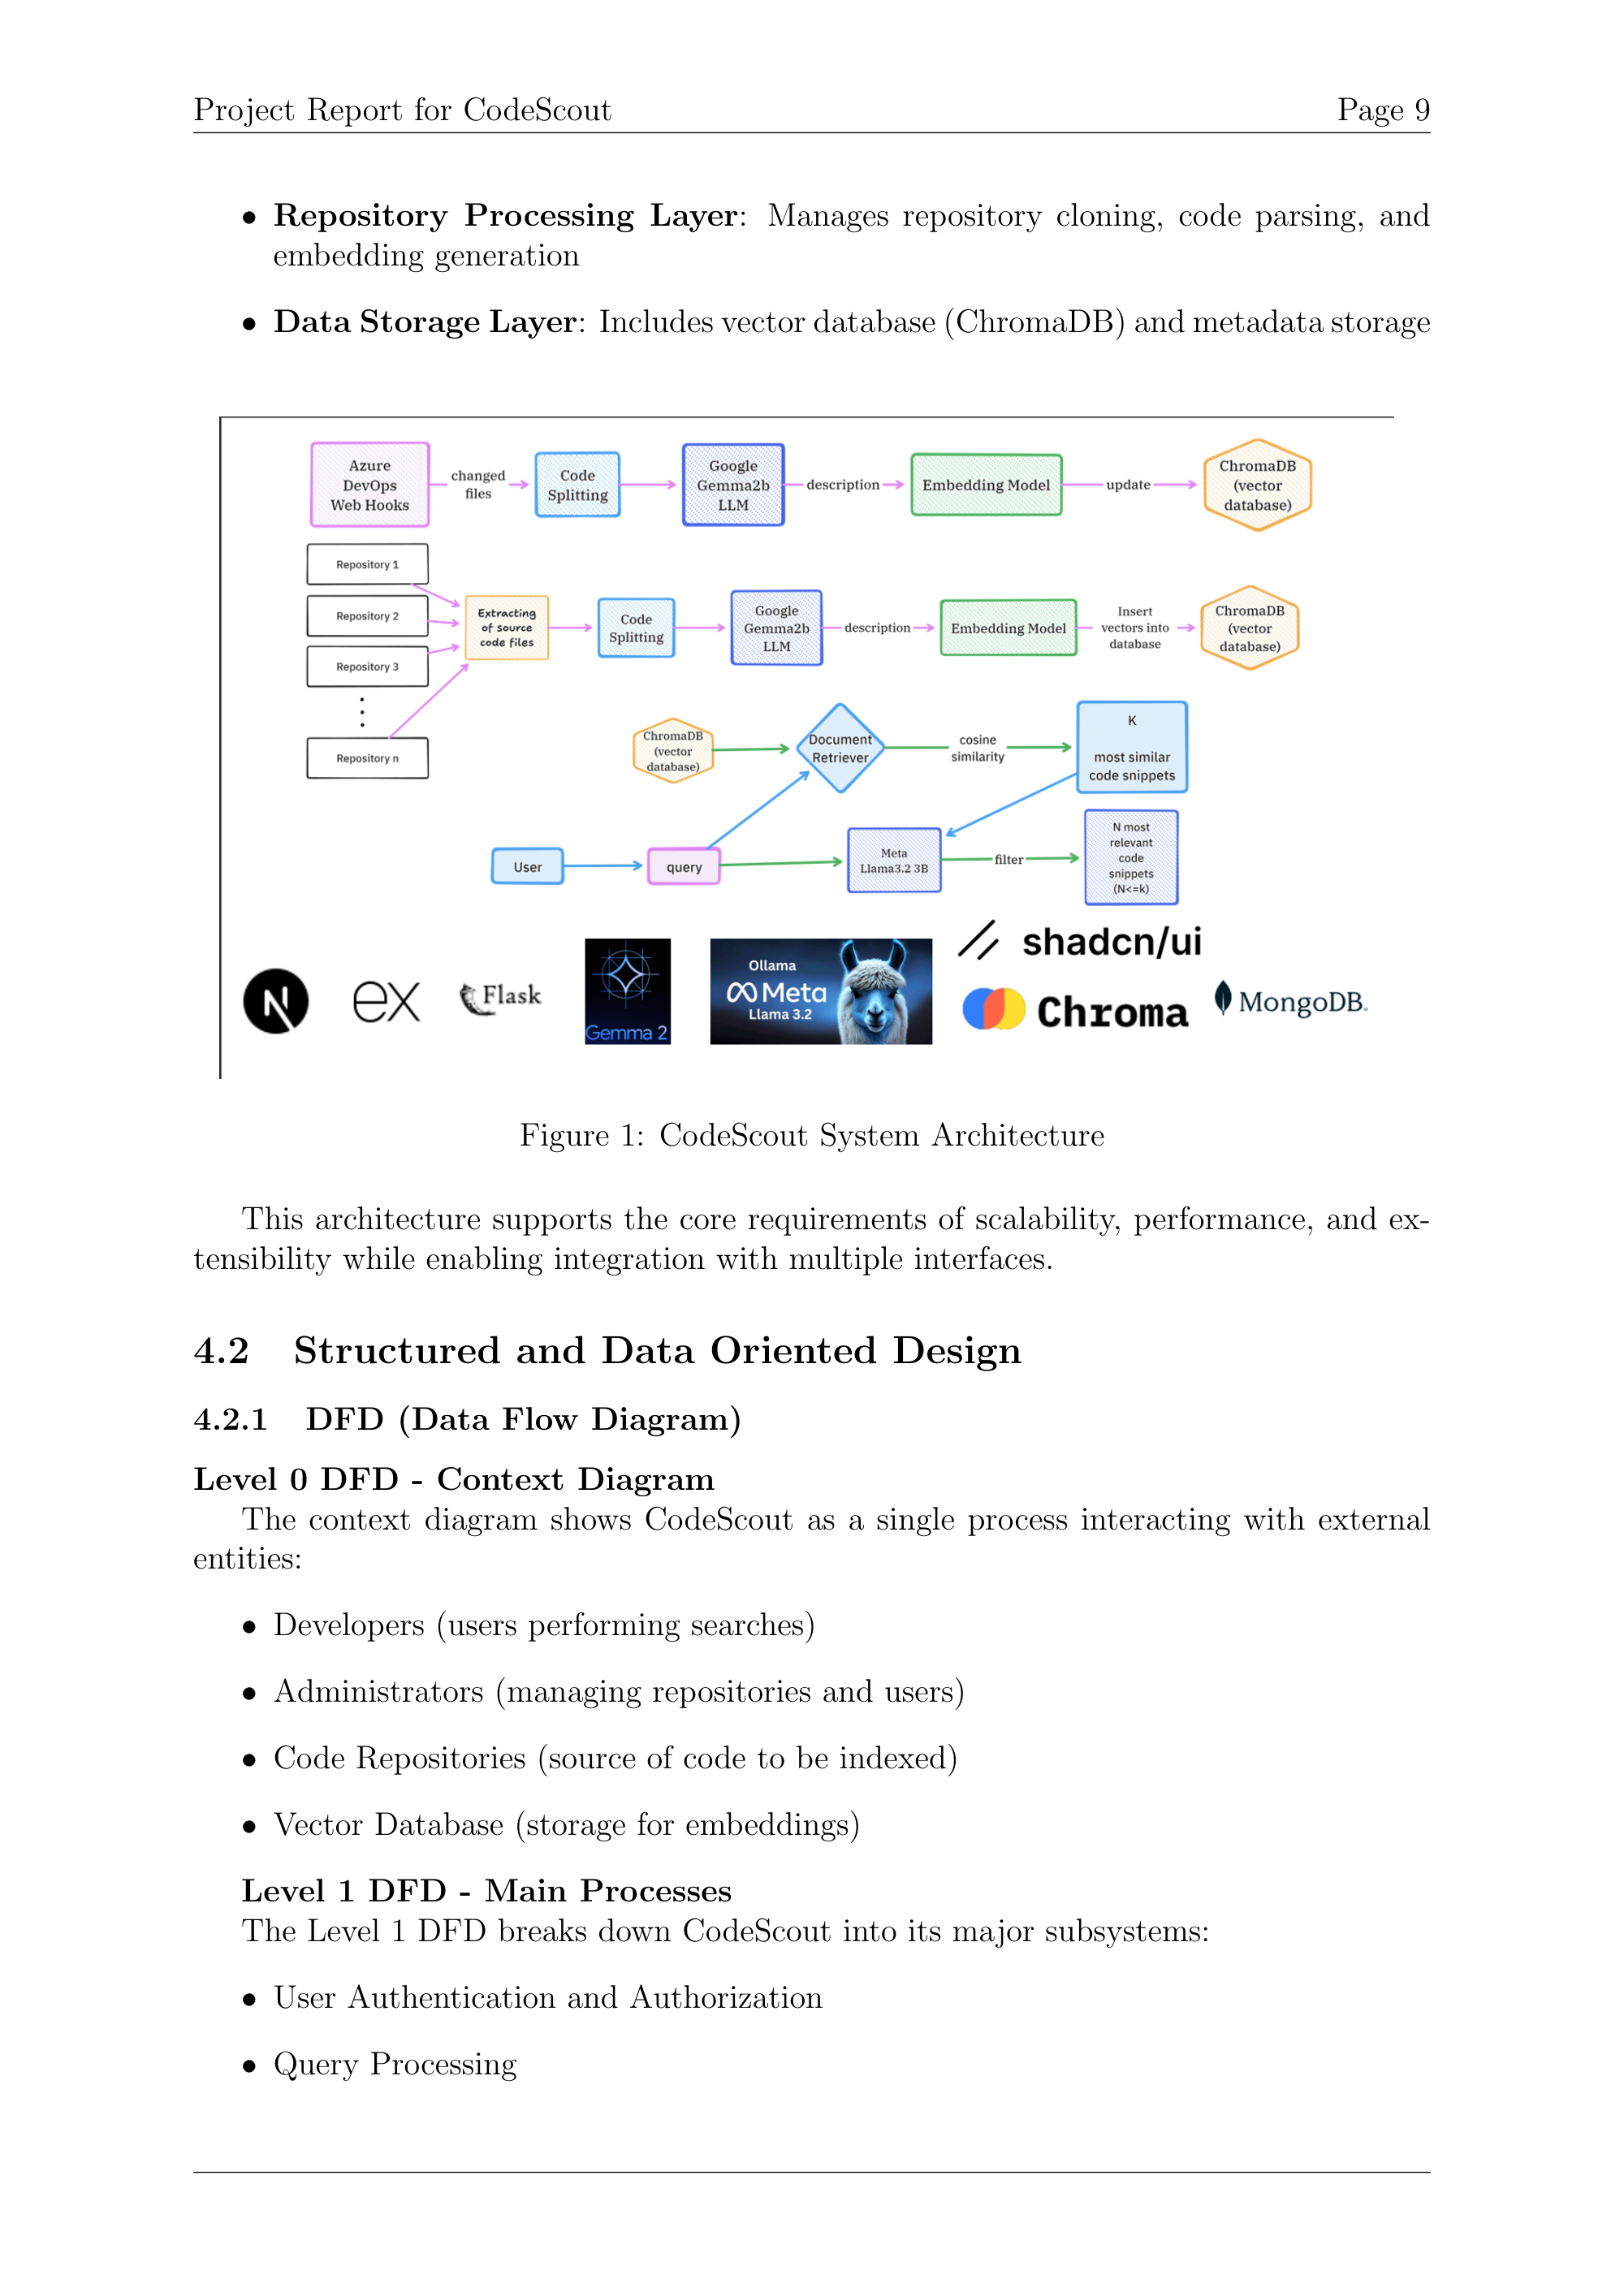 Project Report for CodeScout Page 9
• Repository Processing Layer: Manages repository cloning, code parsing, and
embedding generation
• Data Storage Layer: Includes vector database (ChromaDB) and metadata storage
Azure
DevOps
Web Hooks
changed
files
Code
Splitting
Google
Gemma2b
LLM
description
Embedding Model
update
ChromaDB
(vector
database)
Repository 1
Repository 2
Repository 3
Repository n
Extracting
of source
code files
Code
Splitting
Google
Gemma2b
LLM
description
Embedding Model
Insert
vectors into
database
ChromaDB
(vector
database)
ChromaDB
(vector
database)
Document
Retriever
cosine
similarity
K
most similar
code snippets
User
query
Meta
Llama3.2 3B
filter
N most
relevant
code
snippets
(N<=k)
N
ex
Flask
Gemma 2
Ollama
Meta
Llama 3.2
shadcn/ui
Chroma
MongoDB.
Figure 1: CodeScout System Architecture
This architecture supports the core requirements of scalability, performance, and ex-
tensibility while enabling integration with multiple interfaces.
4.2 Structured and Data Oriented Design
4.2.1 DFD (Data Flow Diagram)
Level 0 DFD - Context Diagram
The context diagram shows CodeScout as a single process interacting with external
entities:
• Developers (users performing searches)
• Administrators (managing repositories and users)
• Code Repositories (source of code to be indexed)
• Vector Database (storage for embeddings)
Level 1 DFD - Main Processes
The Level 1 DFD breaks down CodeScout into its major subsystems:
• User Authentication and Authorization
• Query Processing